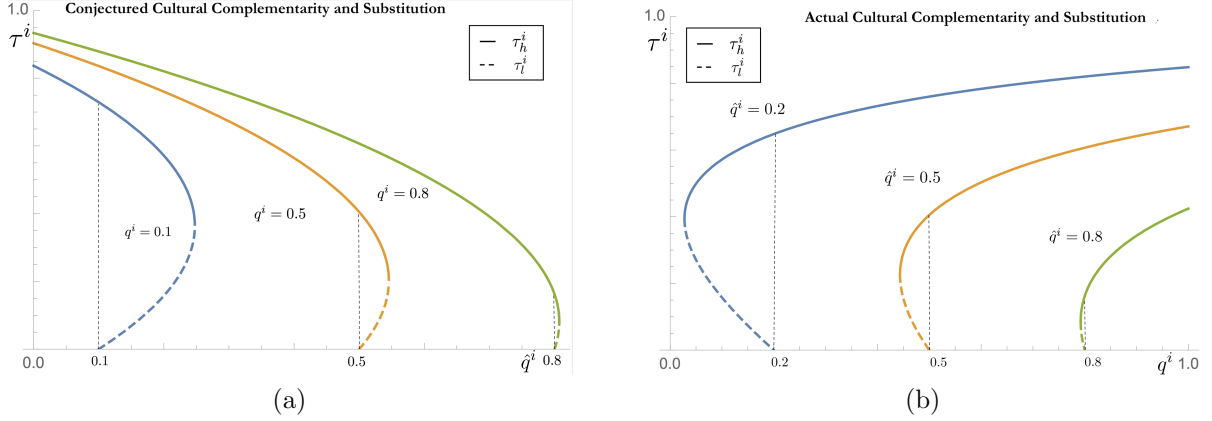 Conjectured Cultural Complementarity and Substitution
1.0
τ^i
τ_h^i
τ_l^i
q^i = 0.8
q^i = 0.5
q^i = 0.1
0.0
0.1
0.5
q̂^i
0.8
(a)
Actual Cultural Complementarity and Substitution
1.0
τ^i
τ_h^i
τ_l^i
q̂^i = 0.2
q̂^i = 0.5
q̂^i = 0.8
0.0
0.2
0.5
0.8
q^i
1.0
(b)